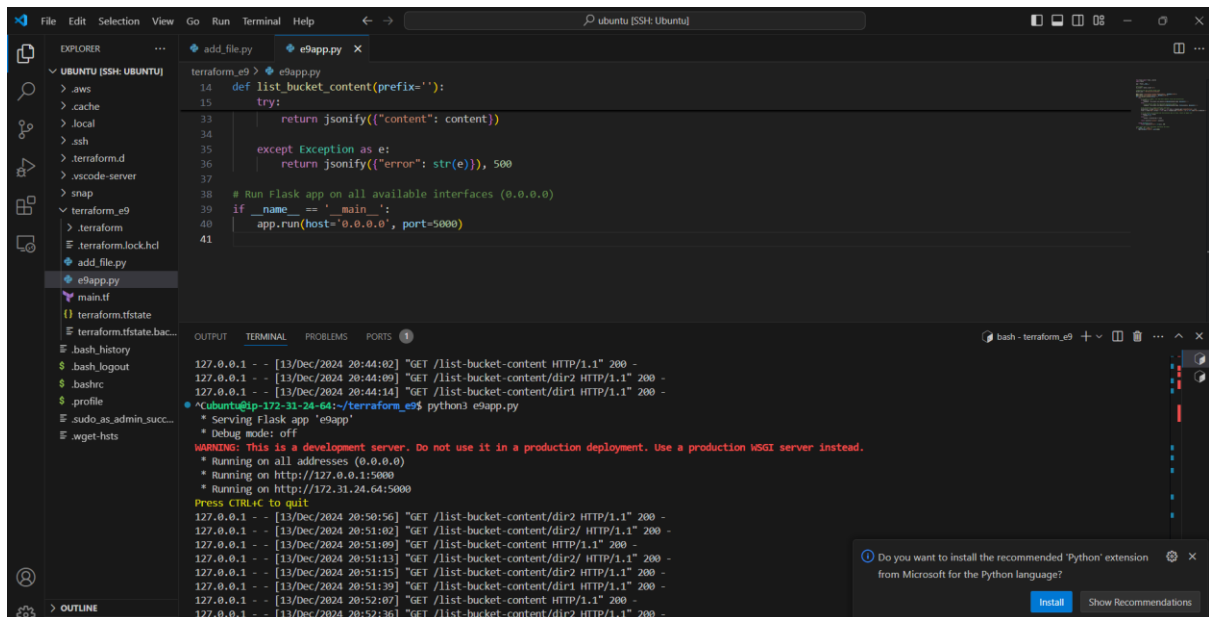 File Edit Selection View Go Run Terminal Help
ubuntu [SSH: Ubuntu]
EXPLORER
UBUNTU [SSH: UBUNTU]
.aws
.cache
.local
.ssh
.terraform.d
.vscode-server
snap
terraform_e9
.terraform
.terraform.lock.hcl
add_file.py
e9app.py
main.tf
{} terraform.tfstate
terraform.tfstate.bac...
.bash_history
$ .bash_logout
$ .bashrc
$ .profile
.sudo_as_admin_succ...
.wget-hsts
OUTLINE
add_file.py e9app.py
terraform_e9 > e9app.py
14 def list_bucket_content(prefix=''):
15 try:
33 return jsonify({"content": content})
34
35 except Exception as e:
36 return jsonify({"error": str(e)}), 500
37
38 # Run Flask app on all available interfaces (0.0.0.0)
39 if __name__ == '__main__':
40 app.run(host='0.0.0.0', port=5000)
41
OUTPUT TERMINAL PROBLEMS PORTS 1
bash - terraform_e9
127.0.0.1 - - [13/Dec/2024 20:44:02] "GET /list-bucket-content HTTP/1.1" 200 -
127.0.0.1 - - [13/Dec/2024 20:44:09] "GET /list-bucket-content/dir2 HTTP/1.1" 200 -
127.0.0.1 - - [13/Dec/2024 20:44:14] "GET /list-bucket-content/dir1 HTTP/1.1" 200 -
^Cubuntu@ip-172-31-24-64:~/terraform_e9$ python3 e9app.py
* Serving Flask app 'e9app'
* Debug mode: off
WARNING: This is a development server. Do not use it in a production deployment. Use a production WSGI server instead.
* Running on all addresses (0.0.0.0)
* Running on http://127.0.0.1:5000
* Running on http://172.31.24.64:5000
Press CTRL+C to quit
127.0.0.1 - - [13/Dec/2024 20:50:56] "GET /list-bucket-content/dir2 HTTP/1.1" 200 -
127.0.0.1 - - [13/Dec/2024 20:51:02] "GET /list-bucket-content/dir2/ HTTP/1.1" 200 -
127.0.0.1 - - [13/Dec/2024 20:51:09] "GET /list-bucket-content HTTP/1.1" 200 -
127.0.0.1 - - [13/Dec/2024 20:51:13] "GET /list-bucket-content/dir2/ HTTP/1.1" 200 -
127.0.0.1 - - [13/Dec/2024 20:51:15] "GET /list-bucket-content/dir2 HTTP/1.1" 200 -
127.0.0.1 - - [13/Dec/2024 20:51:39] "GET /list-bucket-content/dir1 HTTP/1.1" 200 -
127.0.0.1 - - [13/Dec/2024 20:52:07] "GET /list-bucket-content HTTP/1.1" 200 -
127.0.0.1 - - [13/Dec/2024 20:52:36] "GET /list-bucket-content/dir2 HTTP/1.1" 200 -
Do you want to install the recommended 'Python' extension
from Microsoft for the Python language?
Install Show Recommendations